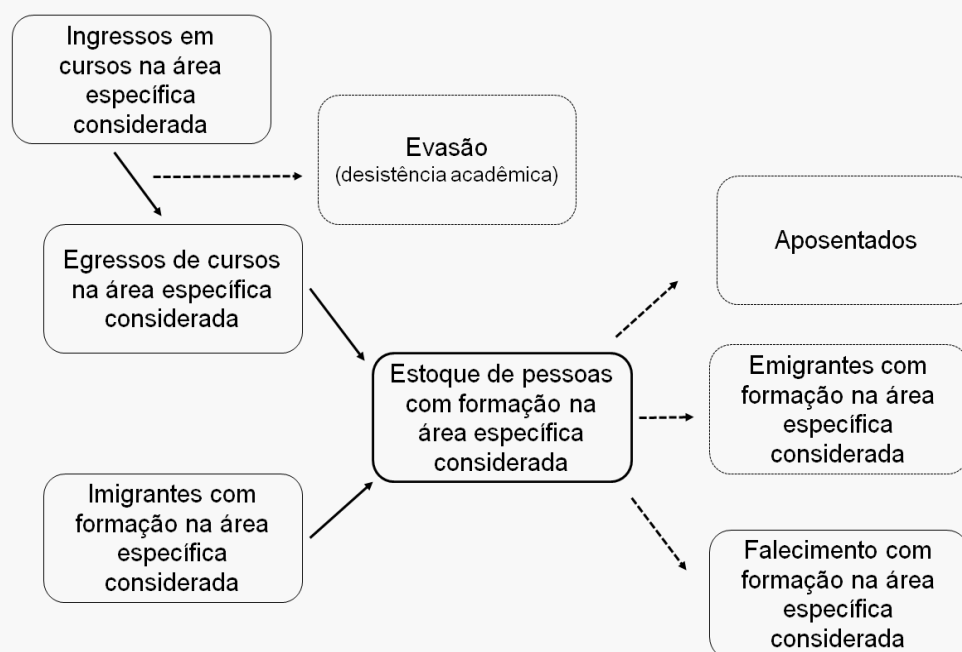 Ingressos em
cursos na área
específica
considerada
Evasão
(desistência acadêmica)
Egressos de cursos
na área específica
considerada
Aposentados
Estoque de pessoas
com formação na
área específica
considerada
Emigrantes com
formação na área
específica
considerada
Imigrantes com
formação na área
específica
considerada
Falecimento com
formação na área
específica
considerada